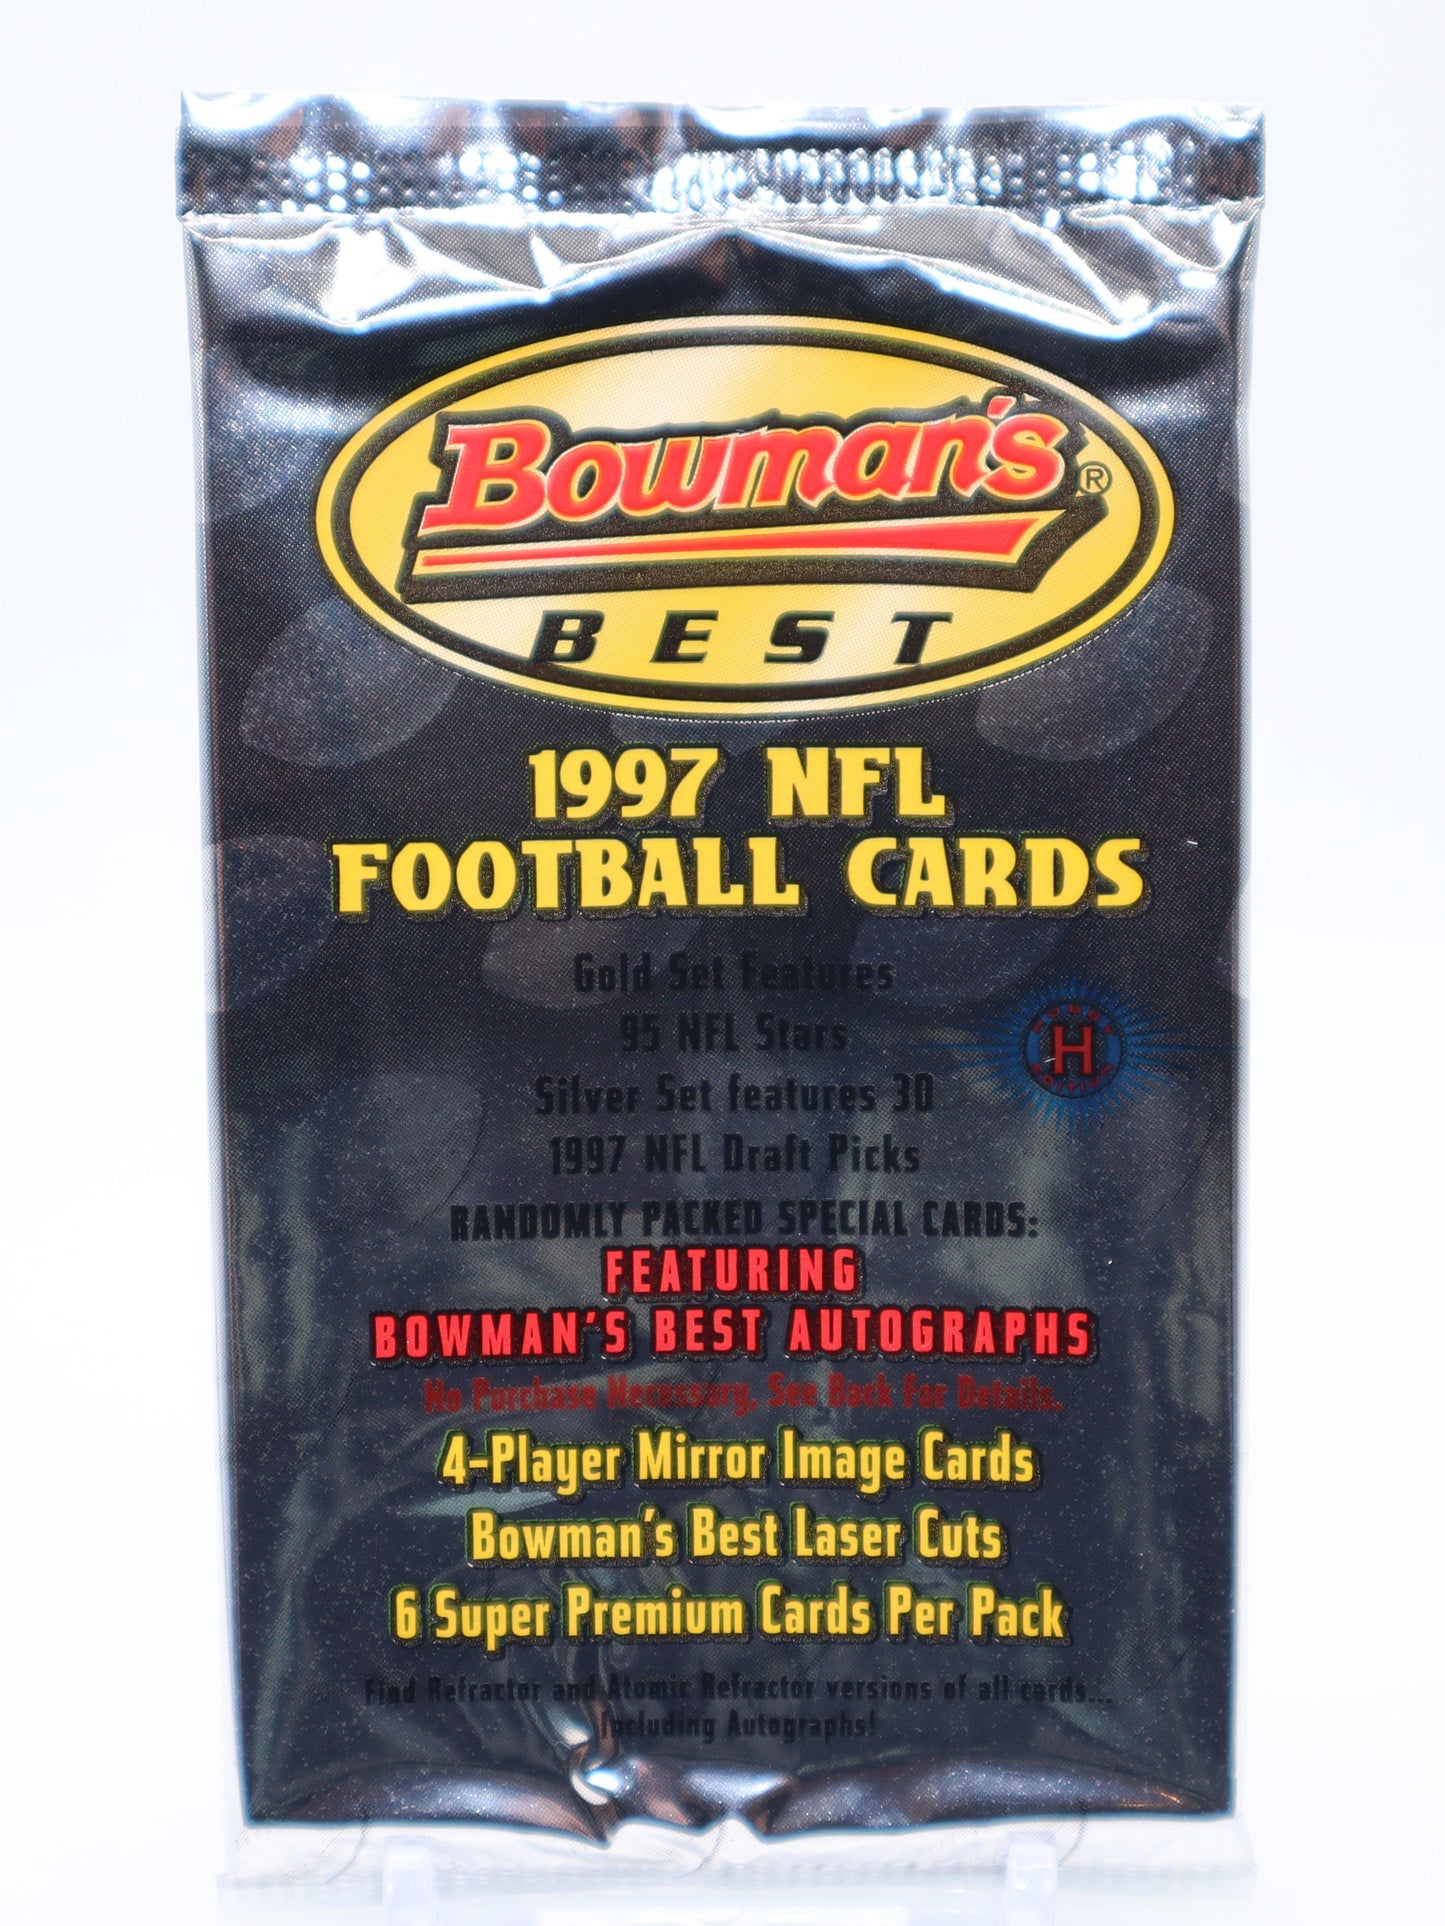 Bowman's®
BEST
1997 NFL
FOOTBALL CARDS
Gold Set Features
95 NFL Stars
Silver Set features 30
1997 NFL Draft Picks
HOBBY
H
EDITION
RANDOMLY PACKED SPECIAL CARDS:
FEATURING
BOWMAN'S BEST AUTOGRAPHS
No Purchase Necessary, See Back For Details.
4-Player Mirror Image Cards
Bowman's Best Laser Cuts
6 Super Premium Cards Per Pack
Find Refractor and Atomic Refractor versions of all cards...
Including Autographs!